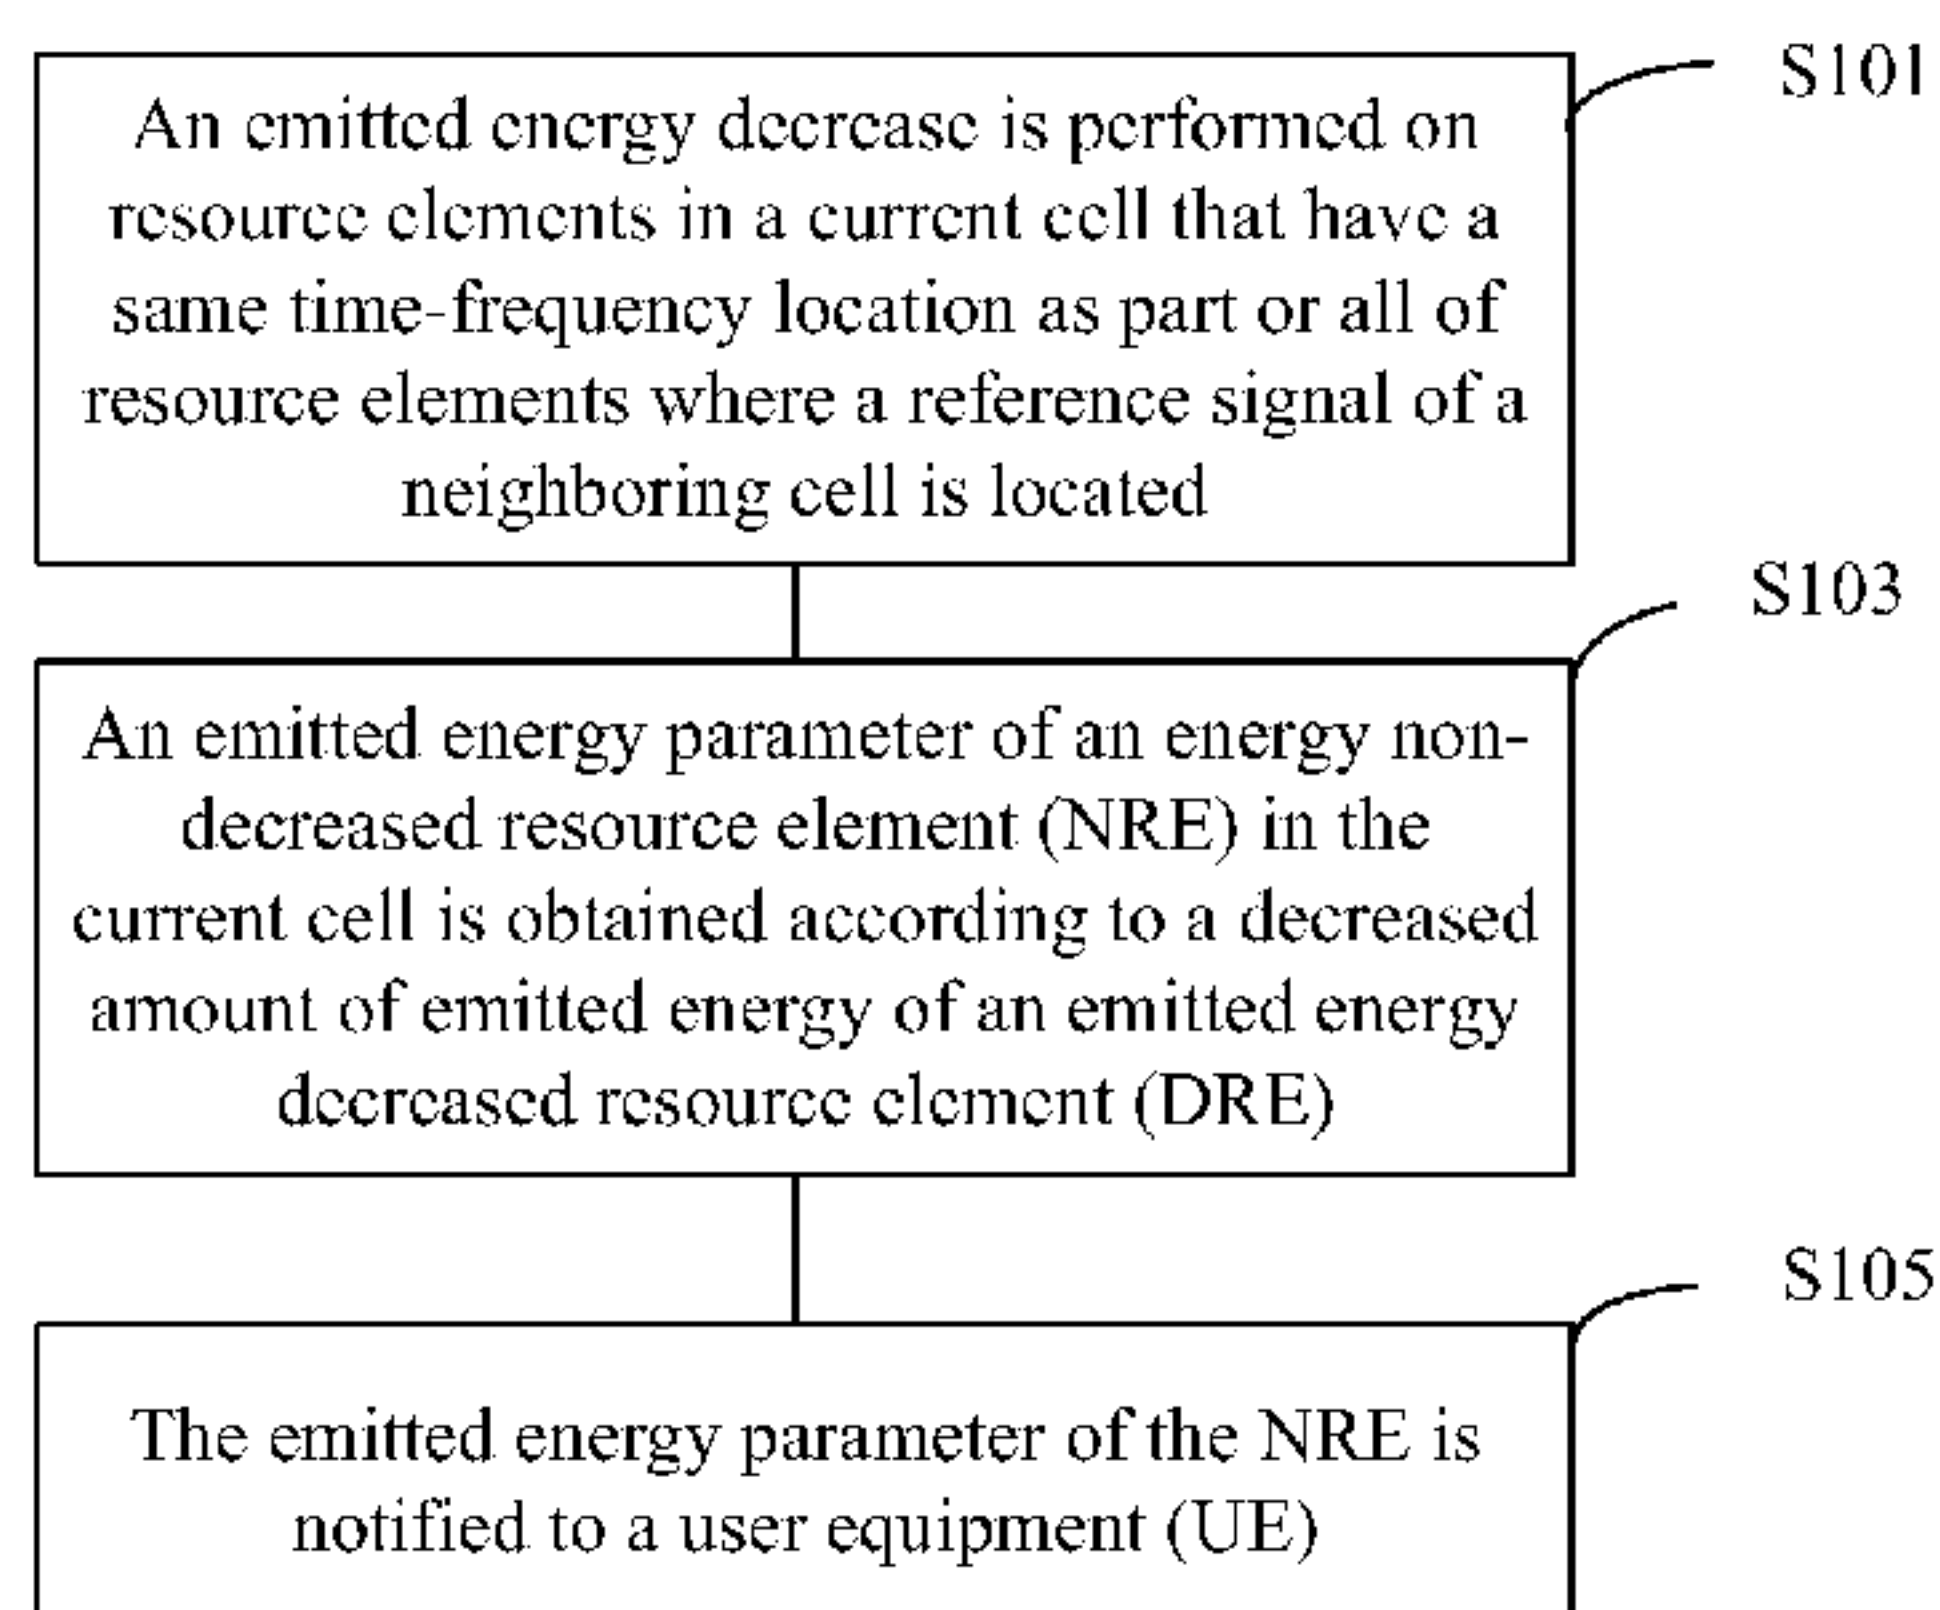 S101
An emitted energy decrease is performed on
resource elements in a current cell that have a
same time-frequency location as part or all of
resource elements where a reference signal of a
neighboring cell is located
S103
An emitted energy parameter of an energy non-
decreased resource element (NRE) in the
current cell is obtained according to a decreased
amount of emitted energy of an emitted energy
decreased resource element (DRE)
S105
The emitted energy parameter of the NRE is
notified to a user equipment (UE)